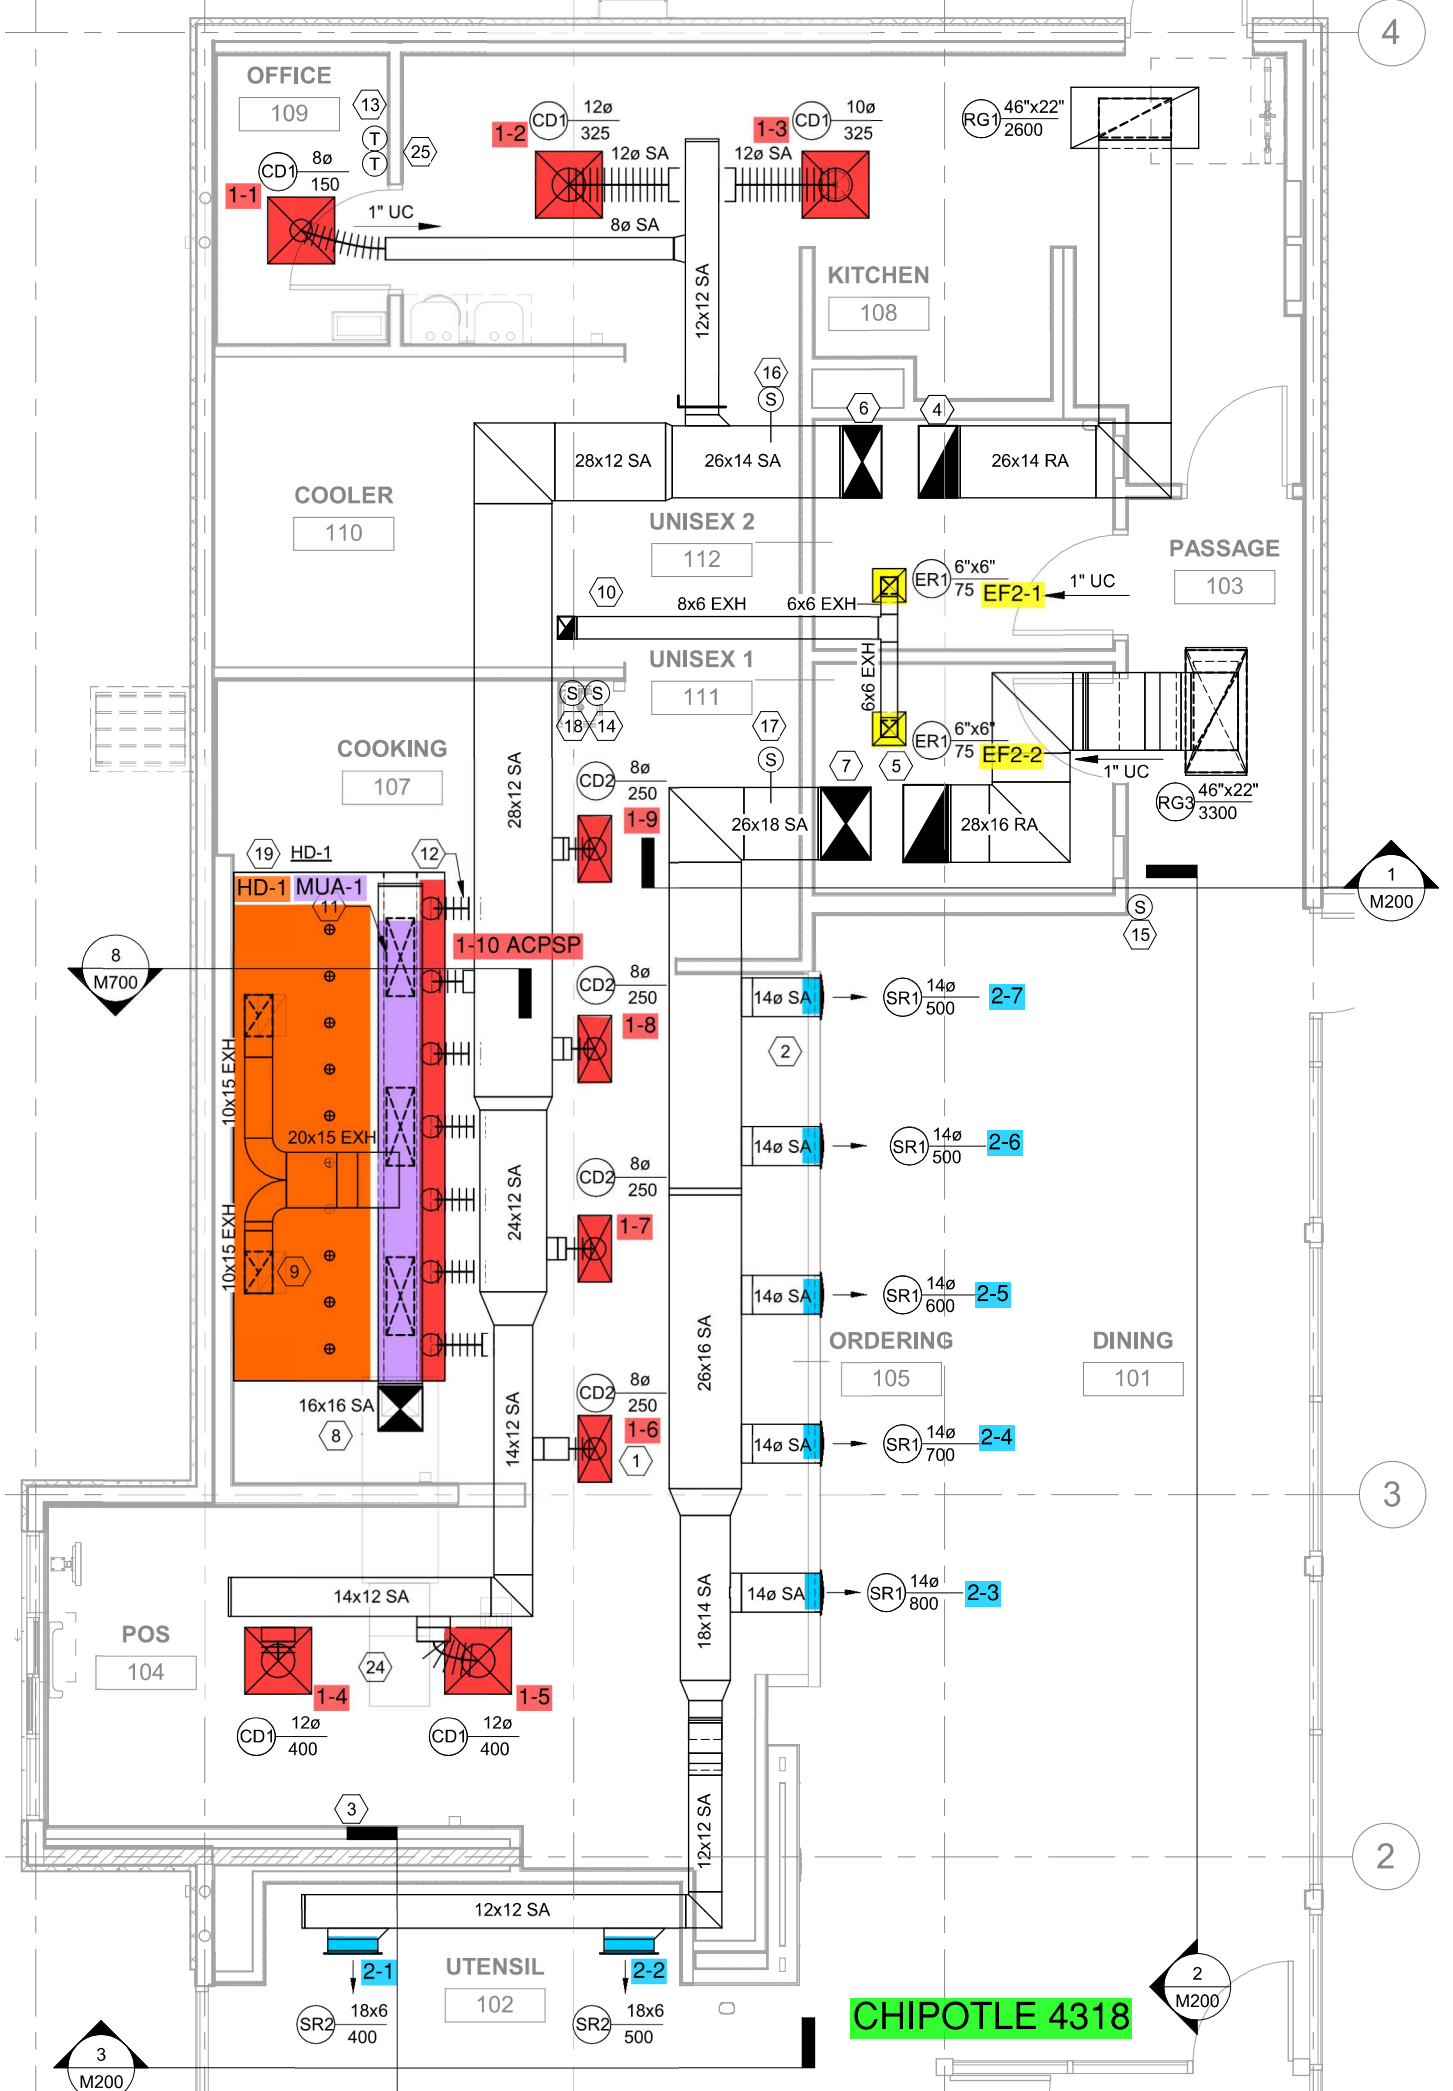 4
OFFICE
109
13
T
T
25
CD1
8ø
150
1-1
1" UC
1-2
CD1
12ø
325
12ø SA
1-3
CD1
10ø
325
12ø SA
8ø SA
12x12 SA
RG1
46"x22"
2600
KITCHEN
108
16
S
6
4
28x12 SA
26x14 SA
26x14 RA
COOLER
110
UNISEX 2
112
PASSAGE
103
ER1
6"x6"
75
EF2-1
1" UC
10
8x6 EXH
6x6 EXH
6x6 EXH
UNISEX 1
111
S
S
18
14
17
S
7
5
ER1
6"x6"
75
EF2-2
1" UC
RG3
46"x22"
3300
COOKING
107
28x12 SA
CD2
8ø
250
1-9
26x18 SA
28x16 RA
19
HD-1
12
HD-1
MUA-1
11
1-10 ACPSP
1
M200
S
15
8
M700
CD2
8ø
250
1-8
14ø SA
SR1
14ø
500
2-7
2
10x15 EXH
20x15 EXH
10x15 EXH
9
24x12 SA
CD2
8ø
250
1-7
14ø SA
SR1
14ø
500
2-6
14ø SA
SR1
14ø
600
2-5
26x16 SA
ORDERING
105
DINING
101
16x16 SA
8
14x12 SA
CD2
8ø
250
1-6
1
14ø SA
SR1
14ø
700
2-4
3
14x12 SA
18x14 SA
14ø SA
SR1
14ø
800
2-3
POS
104
24
1-4
CD1
12ø
400
1-5
CD1
12ø
400
3
12x12 SA
2
12x12 SA
UTENSIL
102
2-1
SR2
18x6
400
2-2
SR2
18x6
500
CHIPOTLE 4318
2
M200
3
M200